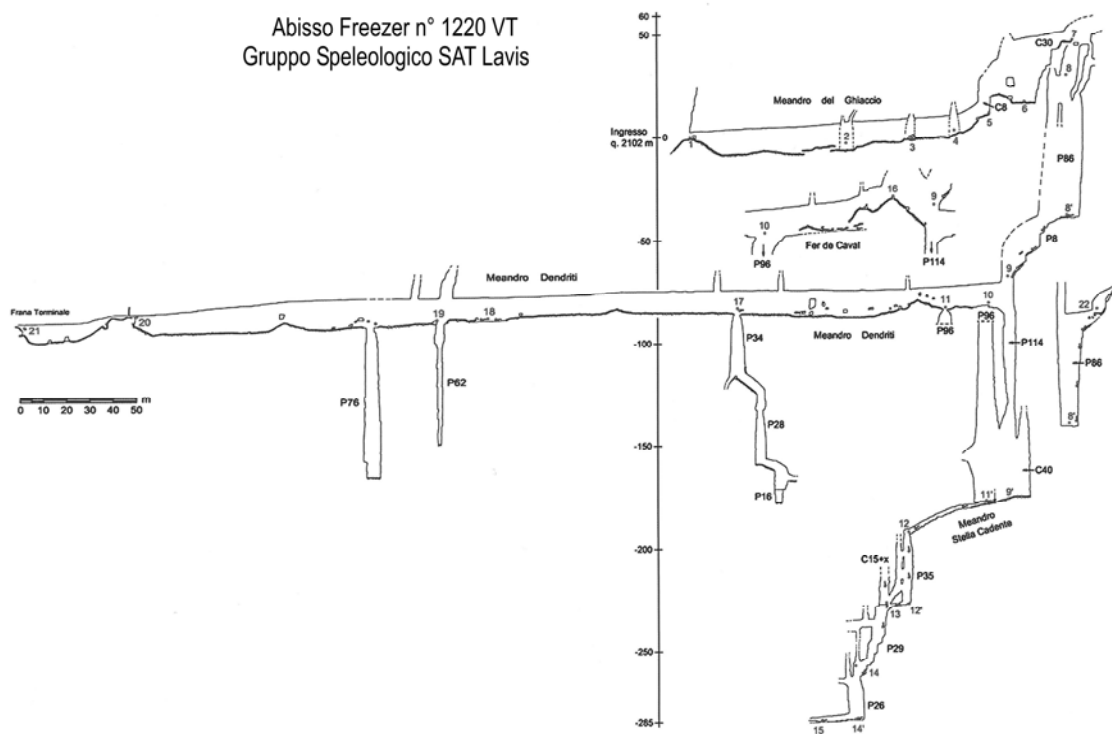 Abisso Freezer n° 1220 VT
Gruppo Speleologico SAT Lavis
60
50
Ingresso
q. 2102 m
0
-50
-100
-150
-200
-250
-285
Meandro del Ghiaccio
1
2
3
4
5
C8
6
C30
7
8
P86
8'
P8
9
16
9
10
Fer de Caval
P96
P114
Meandro Dendriti
Frana Terminale
21
20
19
18
17
11
10
P96
P96
Meandro Dendriti
P114
22
P86
8'
P76
P62
P34
P28
P16
C40
11'
9'
Meandro
Stella Cadente
12
C15+x
P35
13
12'
P29
14
P26
15
14'
0 10 20 30 40 50 m